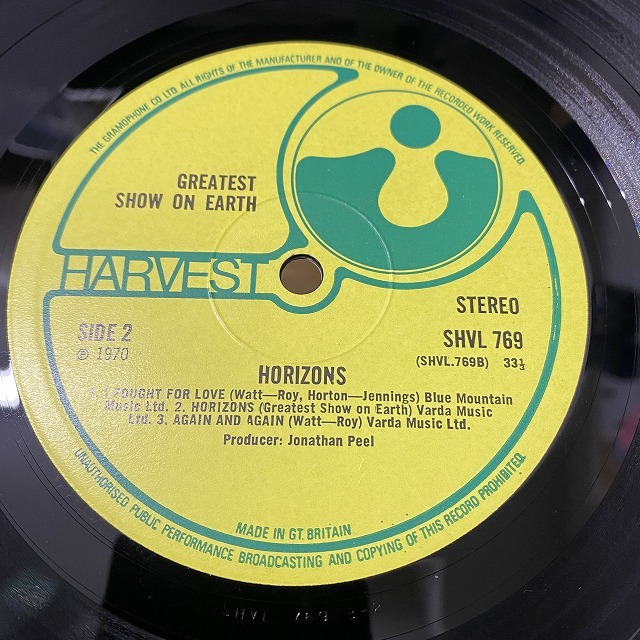 THE GRAMOPHONE CO LTD. ALL RIGHTS OF THE MANUFACTURER AND OF THE OWNER OF THE RECORDED WORK RESERVED.
GREATEST
SHOW ON EARTH
HARVEST
STEREO
SIDE 2
SHVL 769
℗ 1970
(SHVL.769B) 33⅓
HORIZONS
1. I FOUGHT FOR LOVE (Watt—Roy, Horton—Jennings) Blue Mountain
Music Ltd. 2. HORIZONS (Greatest Show on Earth) Varda Music
Ltd. 3. AGAIN AND AGAIN (Watt—Roy) Varda Music Ltd.
Producer: Jonathan Peel
MADE IN GT. BRITAIN
UNAUTHORISED PUBLIC PERFORMANCE BROADCASTING AND COPYING OF THIS RECORD PROHIBITED.
SHVL 769